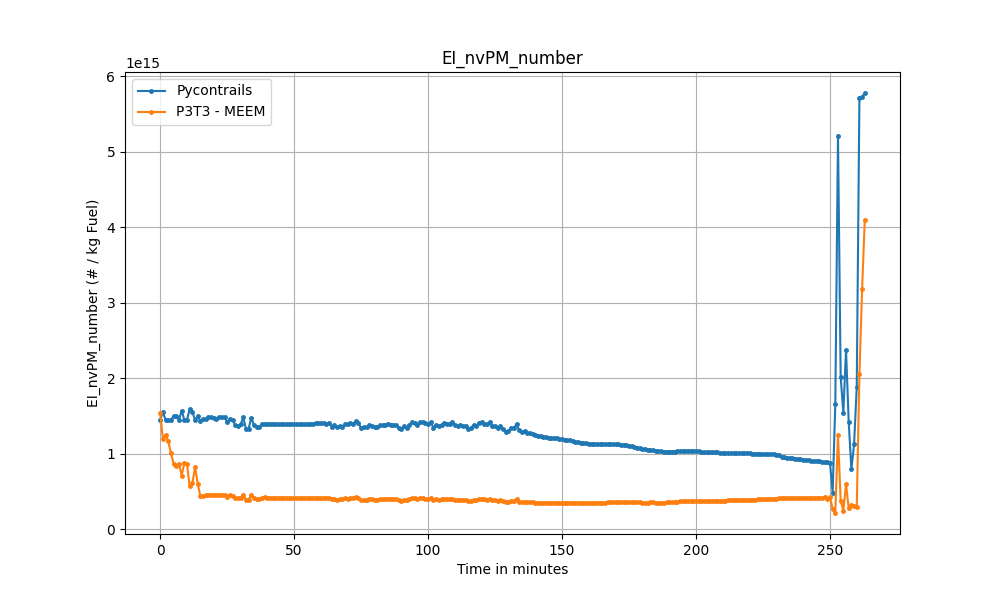 EI_nvPM_number
1e15
Pycontrails
P3T3 - MEEM
6
5
4
3
2
1
0
EI_nvPM_number (# / kg Fuel)
0
50
100
150
200
250
Time in minutes